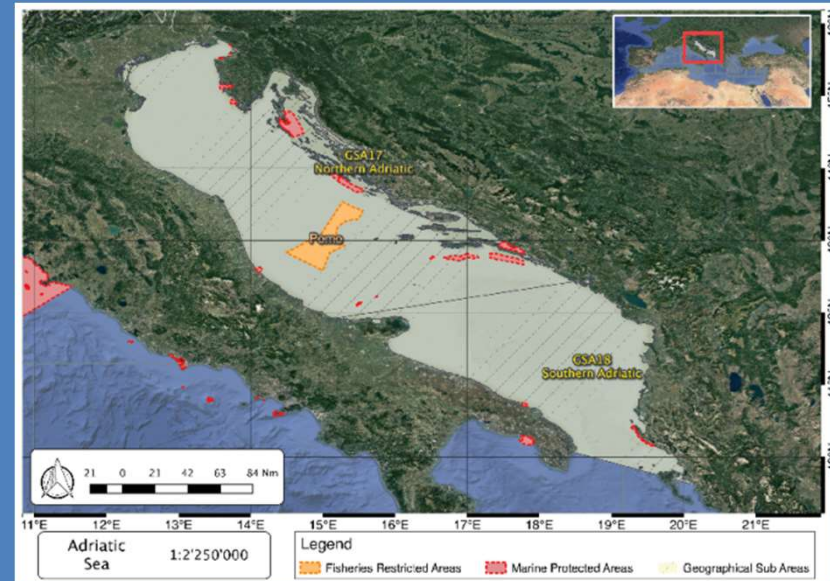 GSA17
Northern Adriatic
Pomo
GSA18
Southern Adriatic
21 0 21 42 63 84 Nm
11°E 12°E 13°E 14°E 15°E 16°E 17°E 18°E 19°E 20°E 21°E
Adriatic
Sea
1:2'250'000
Legend
Fisheries Restricted Areas
Marine Protected Areas
Geographical Sub Areas